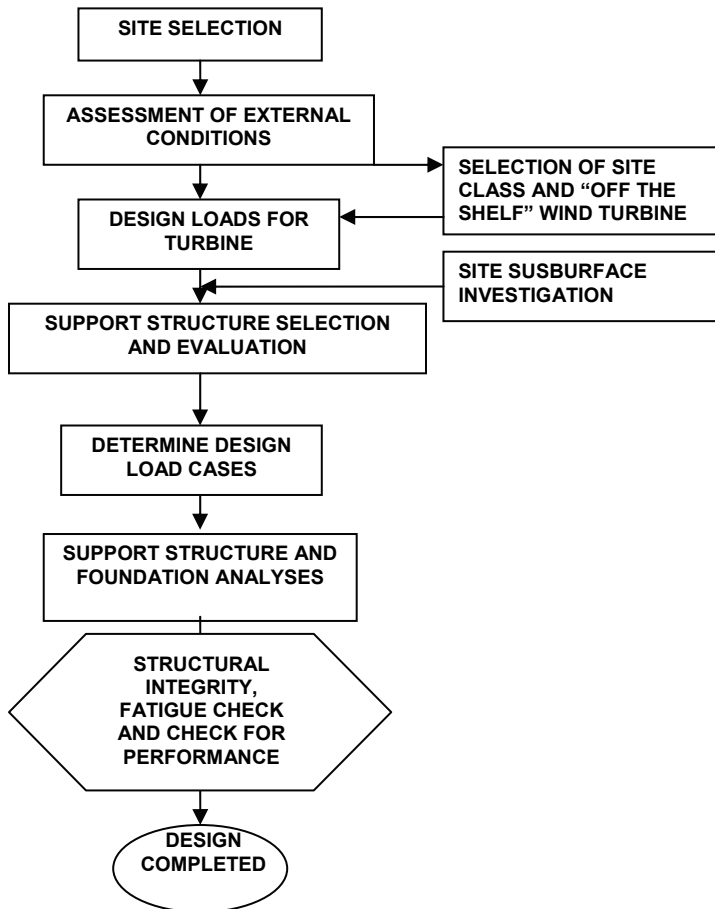 SITE SELECTION
ASSESSMENT OF EXTERNAL
CONDITIONS
SELECTION OF SITE
CLASS AND “OFF THE
SHELF” WIND TURBINE
DESIGN LOADS FOR
TURBINE
SITE SUSBURFACE
INVESTIGATION
SUPPORT STRUCTURE SELECTION
AND EVALUATION
DETERMINE DESIGN
LOAD CASES
SUPPORT STRUCTURE AND
FOUNDATION ANALYSES
STRUCTURAL
INTEGRITY,
FATIGUE CHECK
AND CHECK FOR
PERFORMANCE
DESIGN
COMPLETED